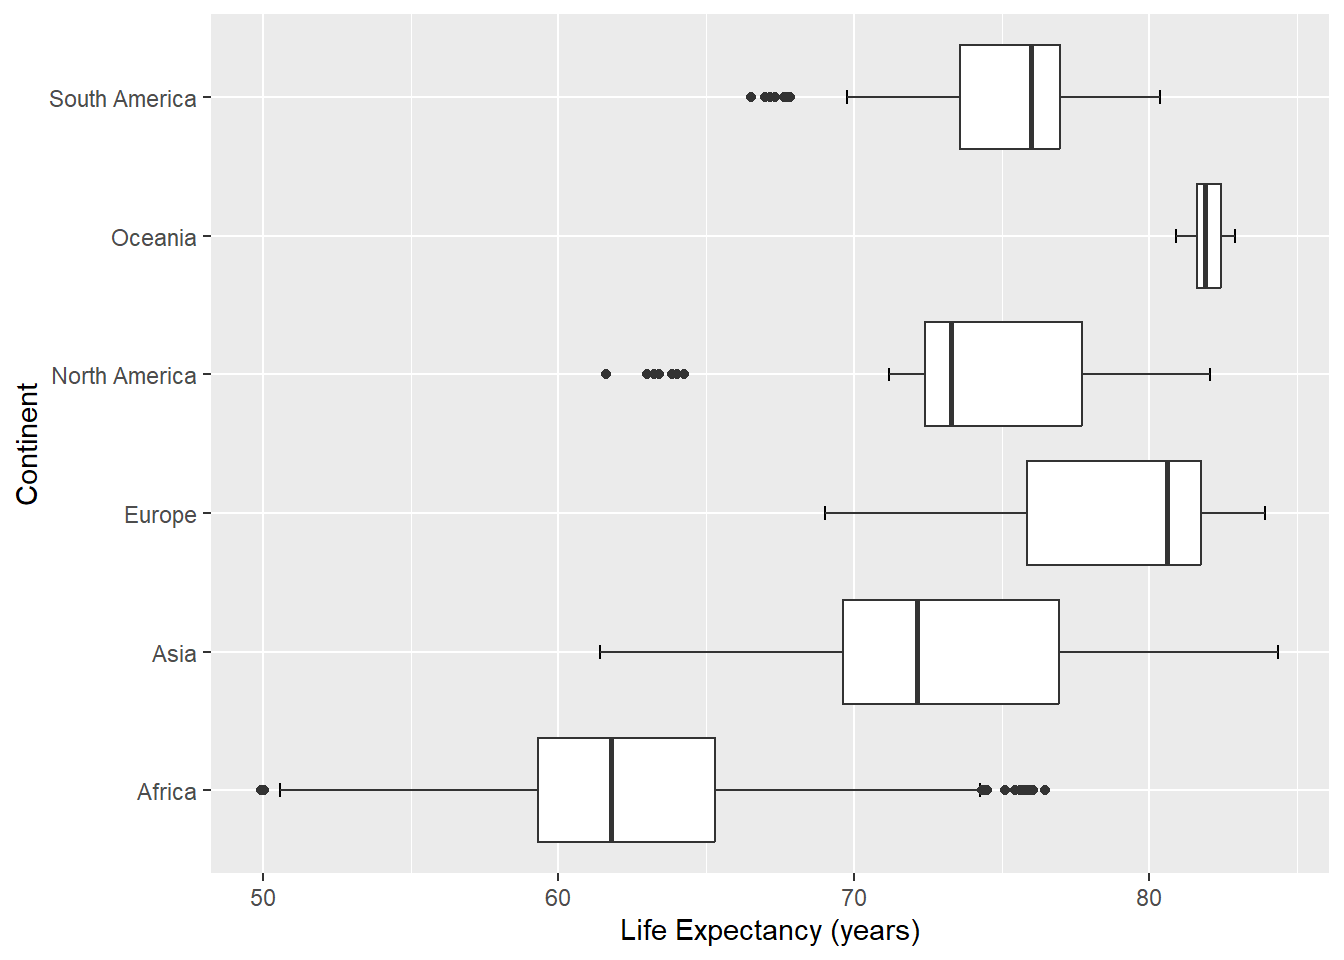 South America
Oceania
North America
Europe
Asia
Africa
Continent
50 60 70 80
Life Expectancy (years)